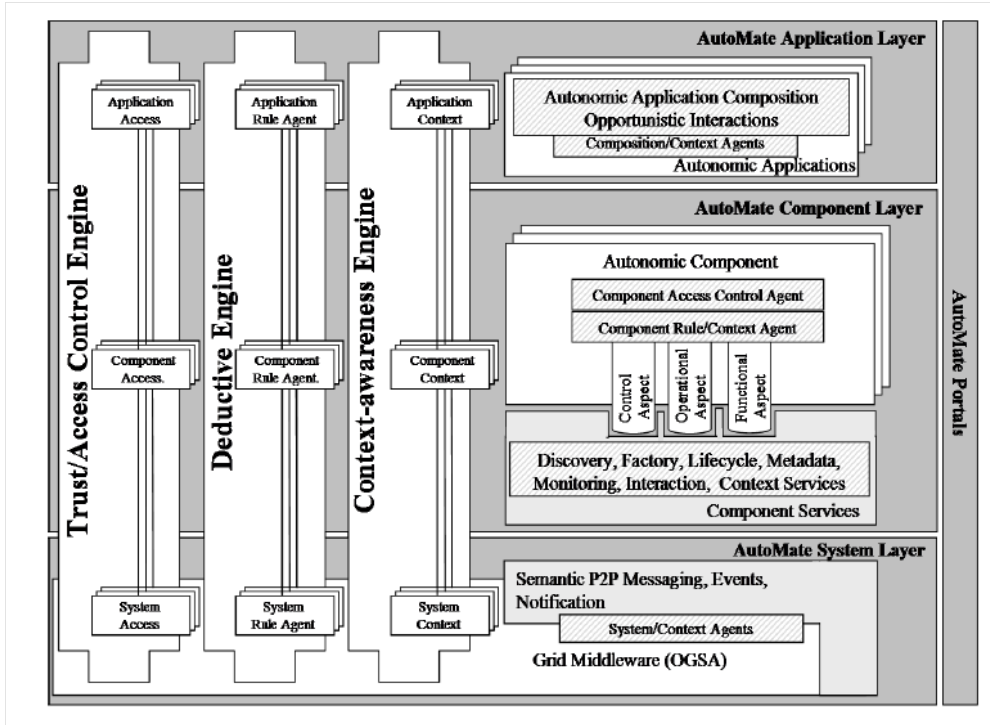 AutoMate Application Layer
Application
Access
Application
Rule Agent
Application
Context
Autonomic Application Composition
Opportunistic Interactions
Composition/Context Agents
Autonomic Applications
Trust/Access Control Engine
Deductive Engine
Context-awareness Engine
AutoMate Component Layer
Autonomic Component
Component Access Control Agent
Component Rule/Context Agent
Component
Access.
Component
Rule Agent.
Component
Context
Control
Aspect
Operational
Aspect
Functional
Aspect
Discovery, Factory, Lifecycle, Metadata,
Monitoring, Interaction, Context Services
Component Services
AutoMate System Layer
Semantic P2P Messaging, Events,
Notification
System
Access
System
Rule Agent
System
Context
System/Context Agents
Grid Middleware (OGSA)
AutoMate Portals